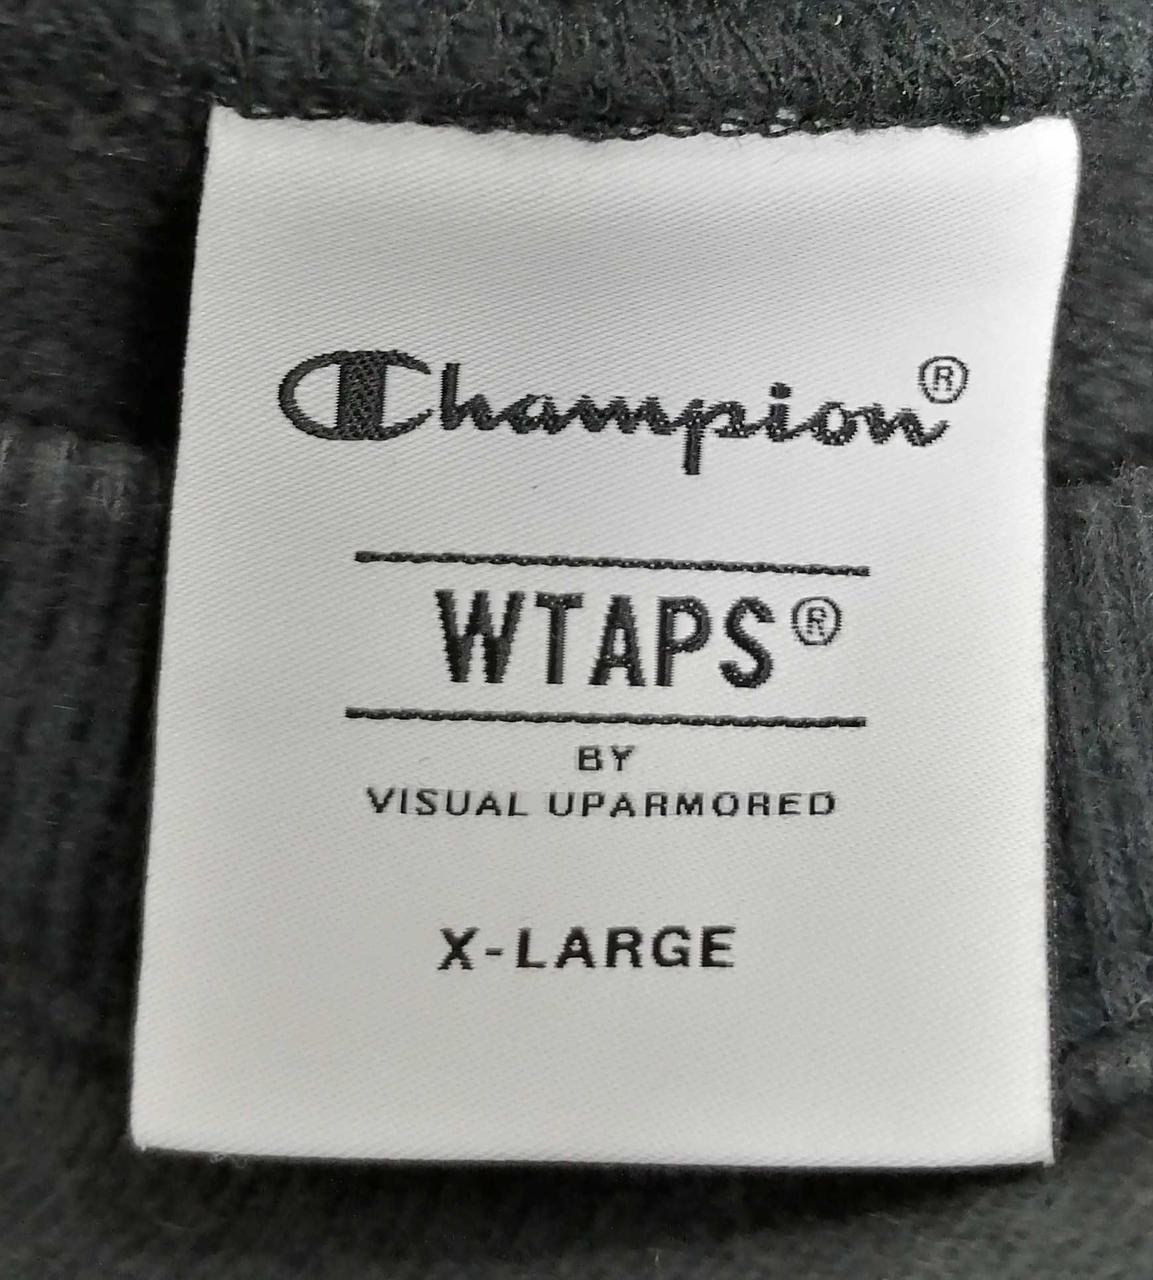 Champion®
WTAPS®
BY
VISUAL UPARMORED
X-LARGE